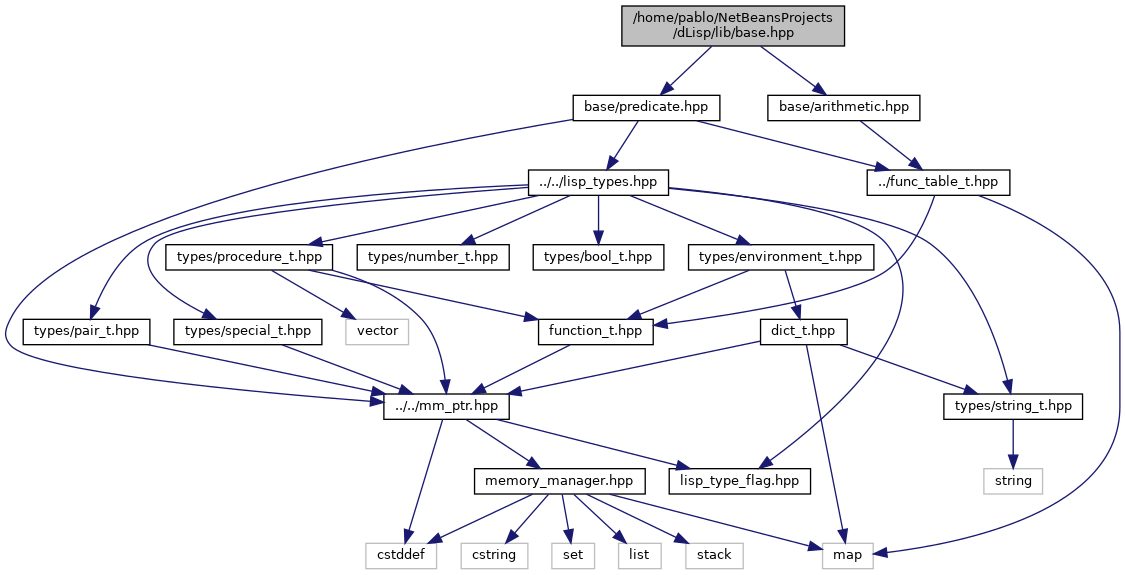 /home/pablo/NetBeansProjects
/dLisp/lib/base.hpp
base/predicate.hpp
base/arithmetic.hpp
../../lisp_types.hpp
../func_table_t.hpp
types/procedure_t.hpp
types/number_t.hpp
types/bool_t.hpp
types/environment_t.hpp
types/pair_t.hpp
types/special_t.hpp
vector
function_t.hpp
dict_t.hpp
../../mm_ptr.hpp
types/string_t.hpp
memory_manager.hpp
lisp_type_flag.hpp
string
cstddef
cstring
set
list
stack
map